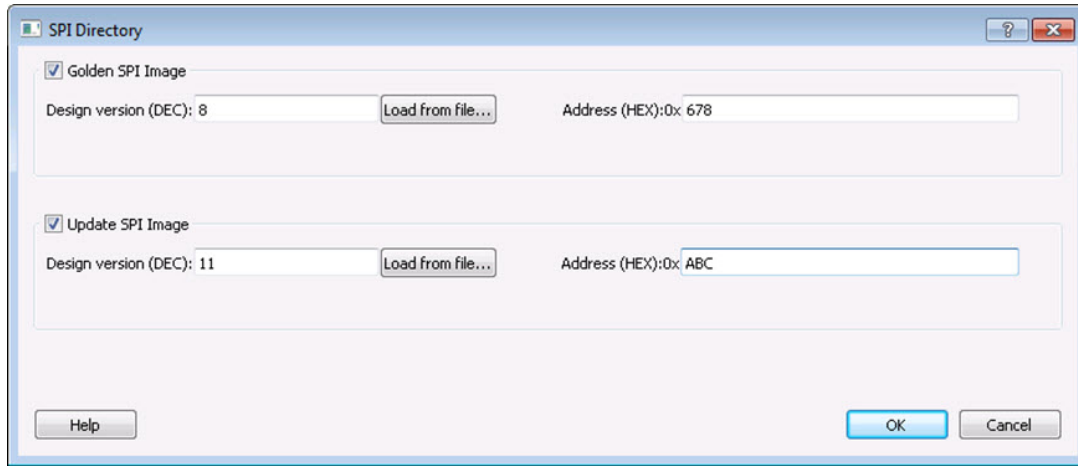 SPI Directory
Golden SPI Image
Design version (DEC): 8 Load from file... Address (HEX):0x 678
Update SPI Image
Design version (DEC): 11 Load from file... Address (HEX):0x ABC
Help OK Cancel